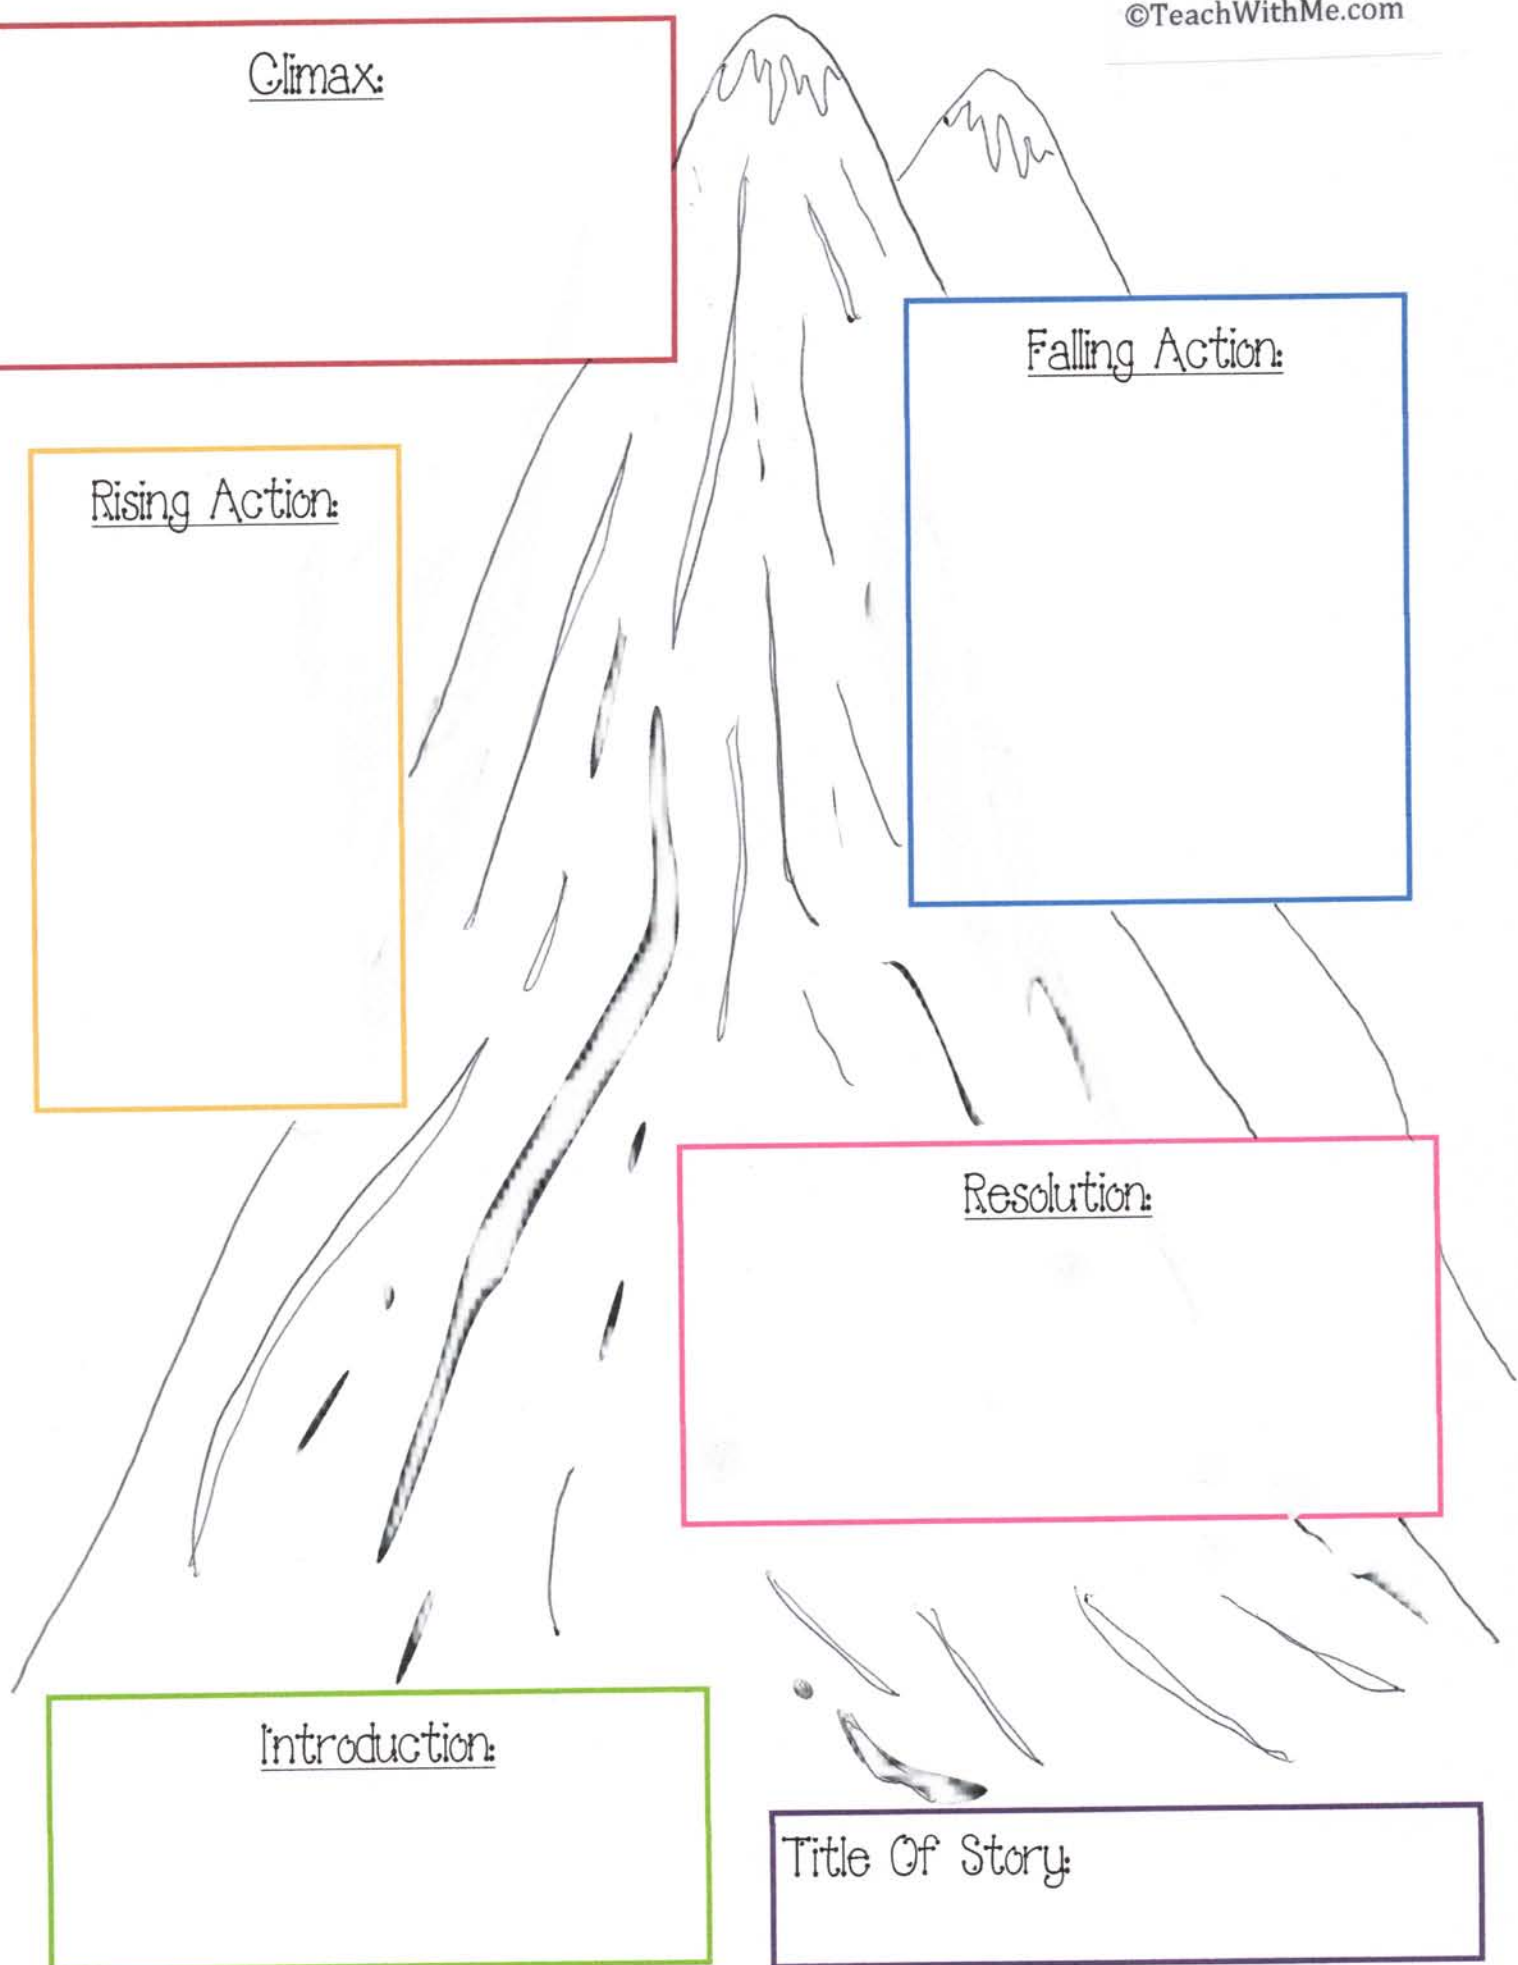 ©TeachWithMe.com
Climax:
Falling Action:
Rising Action:
Resolution:
Introduction:
Title Of Story: